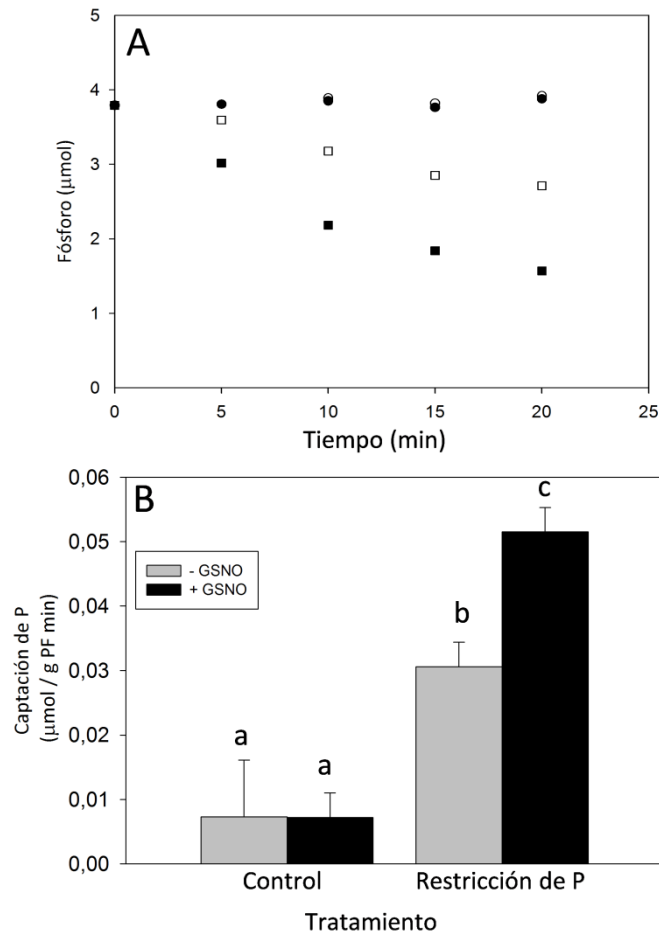 A
5
4
3
2
1
0
Fósforo (µmol)
0 5 10 15 20 25
Tiempo (min)
B
0,06
0,05
0,04
0,03
0,02
0,01
0,00
Captación de P
(µmol / g PF min)
- GSNO
+ GSNO
a
a
b
c
Control Restricción de P
Tratamiento